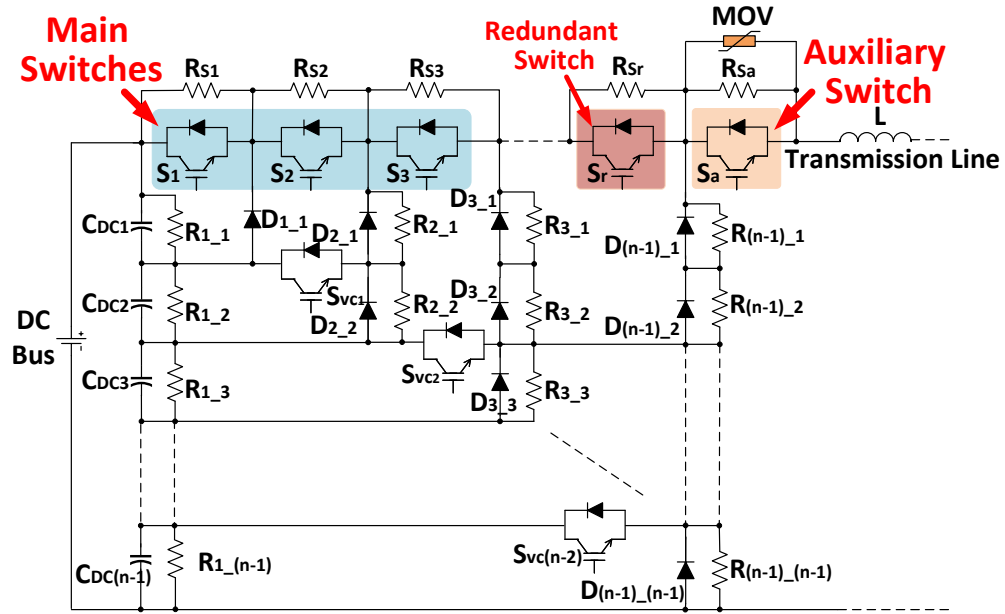 MOV
Main
Switches
Redundant
Switch
Auxiliary
Switch
RS1
RS2
RS3
RSr
RSa
L
Transmission Line
S1
S2
S3
Sr
Sa
CDC1
R1_1
D1_1
D2_1
R2_1
D3_1
R3_1
D(n-1)_1
R(n-1)_1
Svc1
CDC2
R1_2
D2_2
R2_2
D3_2
R3_2
D(n-1)_2
R(n-1)_2
DC
Bus
Svc2
CDC3
R1_3
D3_3
R3_3
Svc(n-2)
CDC(n-1)
R1_(n-1)
D(n-1)_(n-1)
R(n-1)_(n-1)
+
-